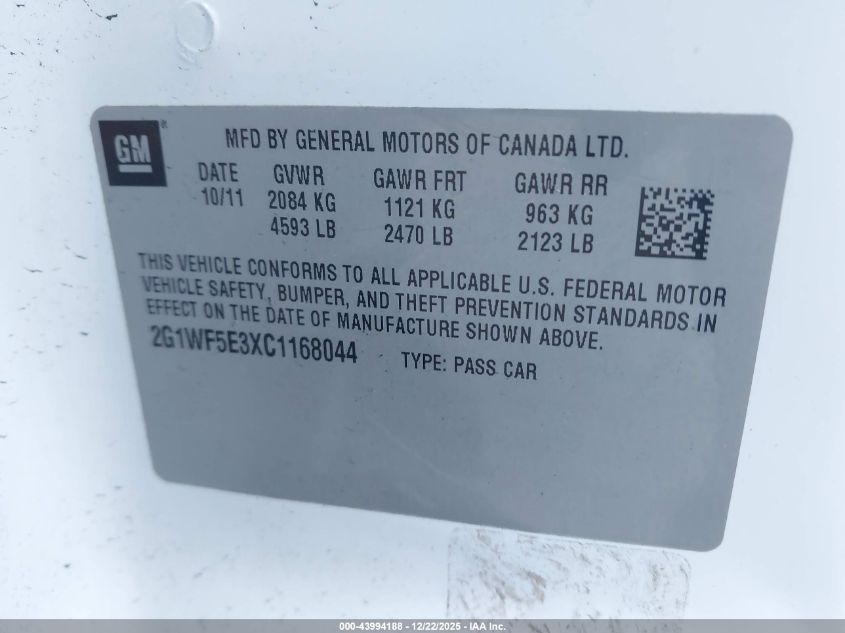 GM
MFD BY GENERAL MOTORS OF CANADA LTD.
DATE GVWR GAWR FRT GAWR RR
10/11 2084 KG 1121 KG 963 KG
4593 LB 2470 LB 2123 LB
THIS VEHICLE CONFORMS TO ALL APPLICABLE U.S. FEDERAL MOTOR
VEHICLE SAFETY, BUMPER, AND THEFT PREVENTION STANDARDS IN
EFFECT ON THE DATE OF MANUFACTURE SHOWN ABOVE.
2G1WF5E3XC1168044 TYPE: PASS CAR
000-43994188 - 12/22/2025 - IAA Inc.